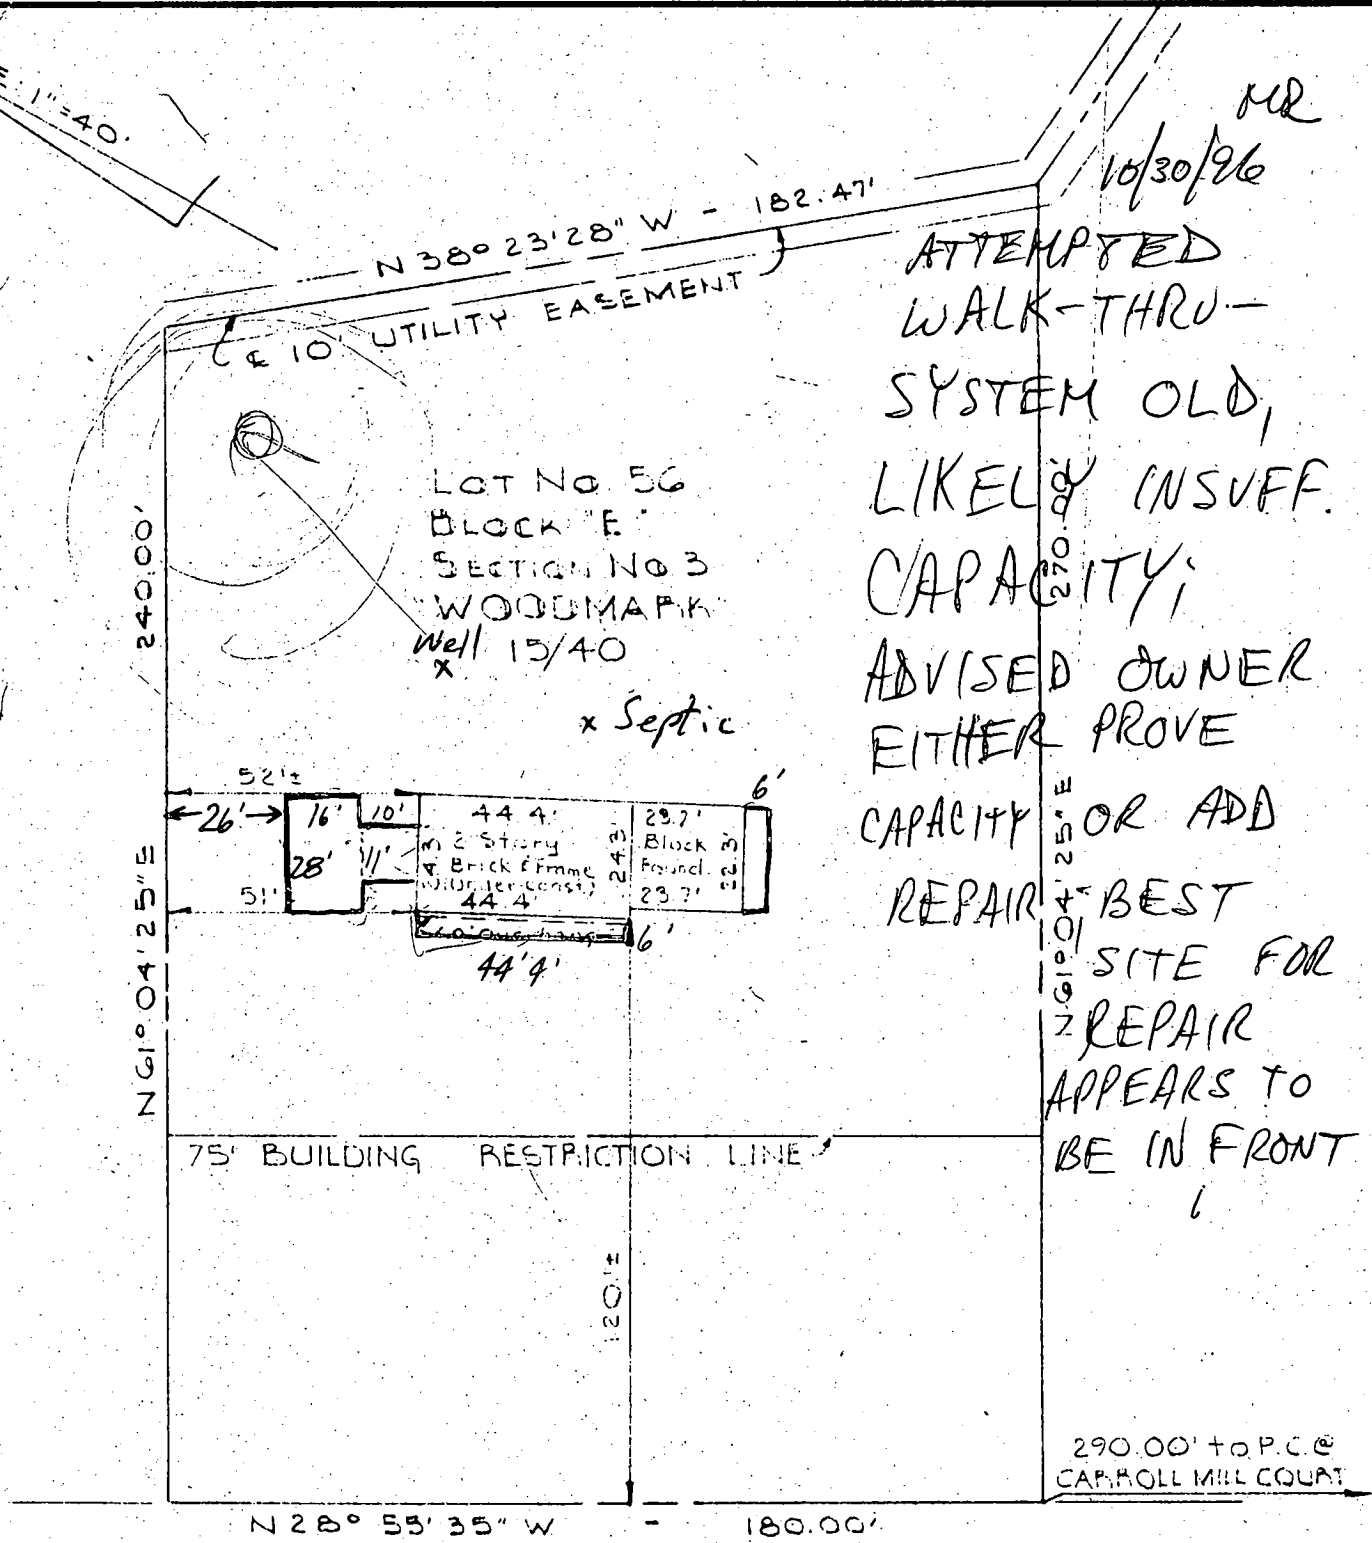 E: 1"=40.
MR
10/30/96
N 38° 23' 28" W - 182.47'
℄ 10' UTILITY EASEMENT
ATTEMPTED
WALK-THRU-
SYSTEM OLD,
LIKELY INSUFF.
CAPACITY;
ADVISED OWNER
EITHER PROVE
CAPACITY OR ADD
REPAIR; BEST
SITE FOR
REPAIR
APPEARS TO
BE IN FRONT
LOT No. 56
BLOCK "E"
SECTION No 3
"WOODMARK"
Well 15/40
x
x Septic
240.00'
N 61° 04' 25" E
270.00'
N 61° 04' 25" E
52'±
26'
16'
10'
28'
11'
51'
44.4'
2 Story
Brick & Frame
(Under const.)
44.4'
24.3'
Block
Found.
23.7'
22.3'
6'
6'
44'4'
75' BUILDING RESTRICTION LINE
120'±
290.00' to P.C. @
CARROLL MILL COURT
N 28° 55' 35" W - 180.00'